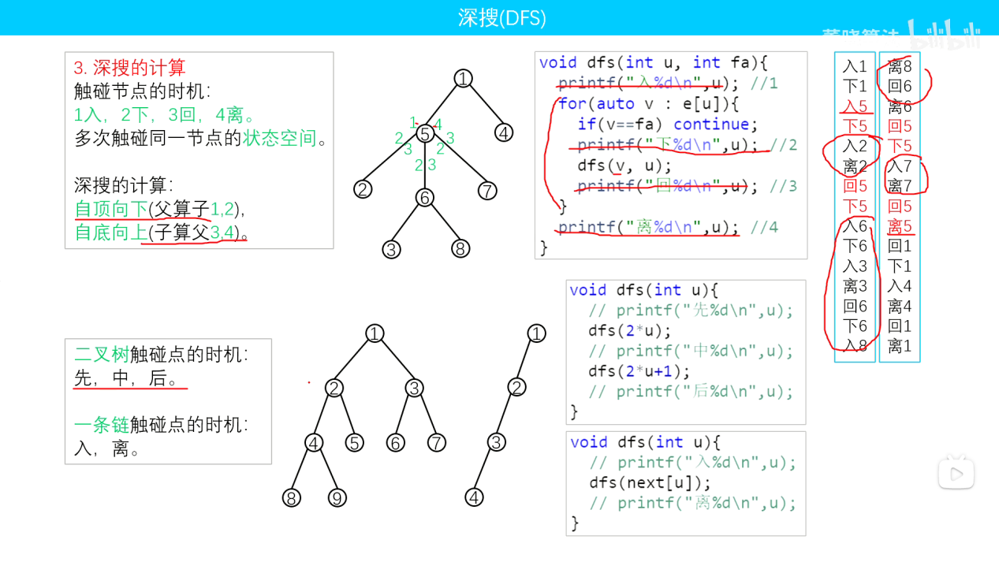 深搜(DFS)
董晓算法 bilibili
3. 深搜的计算
触碰节点的时机：
1入，2下，3回，4离。
多次触碰同一节点的状态空间。
深搜的计算：
自顶向下(父算子1,2),
自底向上(子算父3,4)。
1
1
4
5
4
2
3
3
2
2
3
2
6
7
3
8
void dfs(int u, int fa){
printf("入%d\n",u); //1
for(auto v : e[u]){
if(v==fa) continue;
printf("下%d\n",u); //2
dfs(v, u);
printf("回%d\n",u); //3
}
printf("离%d\n",u); //4
}
入1
下1
入5
下5
入2
离2
回5
下5
入6
下6
入3
离3
回6
下6
入8
离8
回6
离6
回5
下5
入7
离7
回5
离5
回1
下1
入4
离4
回1
离1
二叉树触碰点的时机：
先，中，后。
一条链触碰点的时机：
入，离。
1
2
3
4
5
6
7
8
9
1
2
3
4
void dfs(int u){
// printf("先%d\n",u);
dfs(2*u);
// printf("中%d\n",u);
dfs(2*u+1);
// printf("后%d\n",u);
}
void dfs(int u){
// printf("入%d\n",u);
dfs(next[u]);
// printf("离%d\n",u);
}